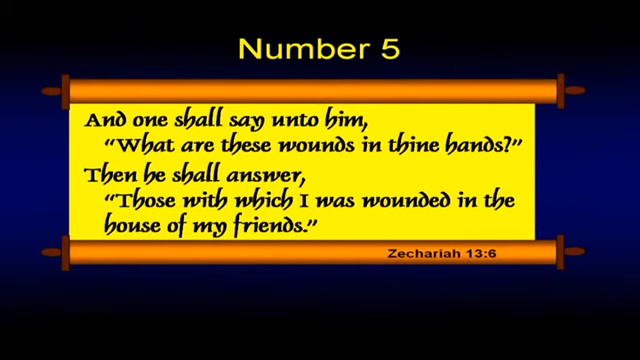 Number 5
And one shall say unto him,
“What are these wounds in thine hands?”
Then he shall answer,
“Those with which I was wounded in the
house of my friends.”
Zechariah 13:6